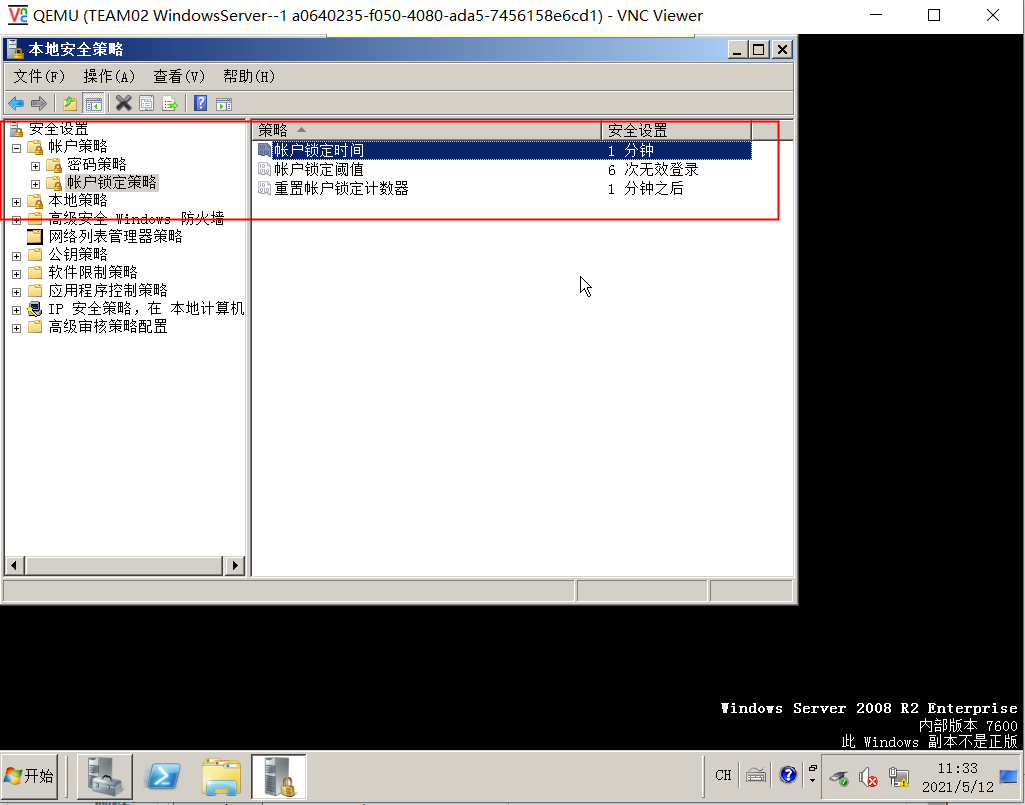 QEMU (TEAM02 WindowsServer--1 a0640235-f050-4080-ada5-7456158e6cd1) - VNC Viewer
本地安全策略
文件(F) 操作(A) 查看(V) 帮助(H)
安全设置
帐户策略
密码策略
帐户锁定策略
本地策略
高级安全 Windows 防火墙
网络列表管理器策略
公钥策略
软件限制策略
应用程序控制策略
IP 安全策略，在 本地计算机
高级审核策略配置
策略 安全设置
帐户锁定时间 1 分钟
帐户锁定阈值 6 次无效登录
重置帐户锁定计数器 1 分钟之后
Windows Server 2008 R2 Enterprise
内部版本 7600
此 Windows 副本不是正版
开始
CH
11:33
2021/5/12